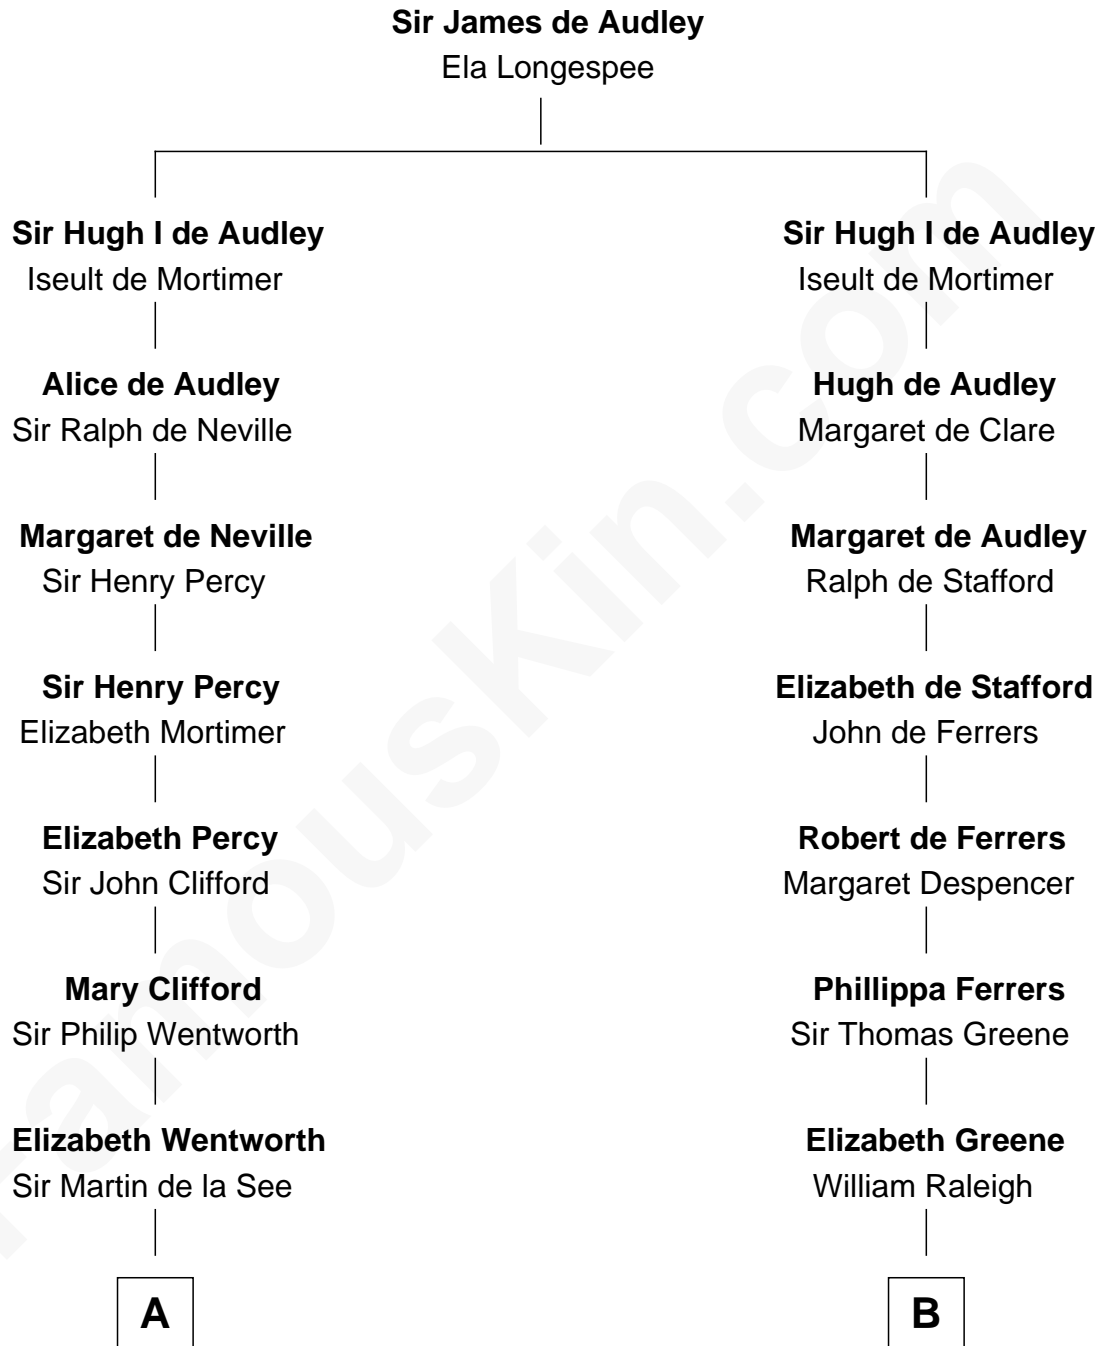 Sir James de Audley
Ela Longespee
Sir Hugh I de Audley
Iseult de Mortimer
Sir Hugh I de Audley
Iseult de Mortimer
Alice de Audley
Sir Ralph de Neville
Hugh de Audley
Margaret de Clare
Margaret de Neville
Sir Henry Percy
Margaret de Audley
Ralph de Stafford
Sir Henry Percy
Elizabeth Mortimer
Elizabeth de Stafford
John de Ferrers
Elizabeth Percy
Sir John Clifford
Robert de Ferrers
Margaret Despencer
Mary Clifford
Sir Philip Wentworth
Phillippa Ferrers
Sir Thomas Greene
Elizabeth Wentworth
Sir Martin de la See
Elizabeth Greene
William Raleigh
A
B
FamousKin.com